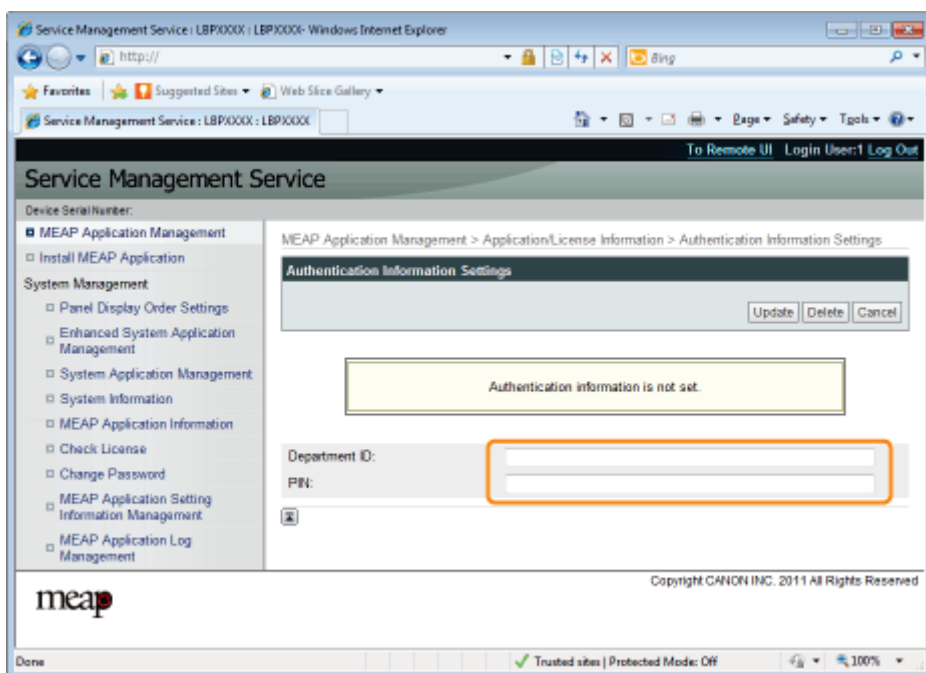 Service Management Service : LBPXXXX : LBPXXXX- Windows Internet Explorer
http://
Bing
Favorites Suggested Sites Web Slice Gallery
Service Management Service : LBPXXXX : LBPXXXX
Page Safety Tools
To Remote UI Login User:1 Log Out
Service Management Service
Device Serial Number:
MEAP Application Management
Install MEAP Application
System Management
Panel Display Order Settings
Enhanced System Application
Management
System Application Management
System Information
MEAP Application Information
Check License
Change Password
MEAP Application Setting
Information Management
MEAP Application Log
Management
MEAP Application Management > Application/License Information > Authentication Information Settings
Authentication Information Settings
Update Delete Cancel
Authentication information is not set.
Department ID:
PIN:
Copyright CANON INC. 2011 All Rights Reserved
meap
Done Trusted sites | Protected Mode: Off 100%